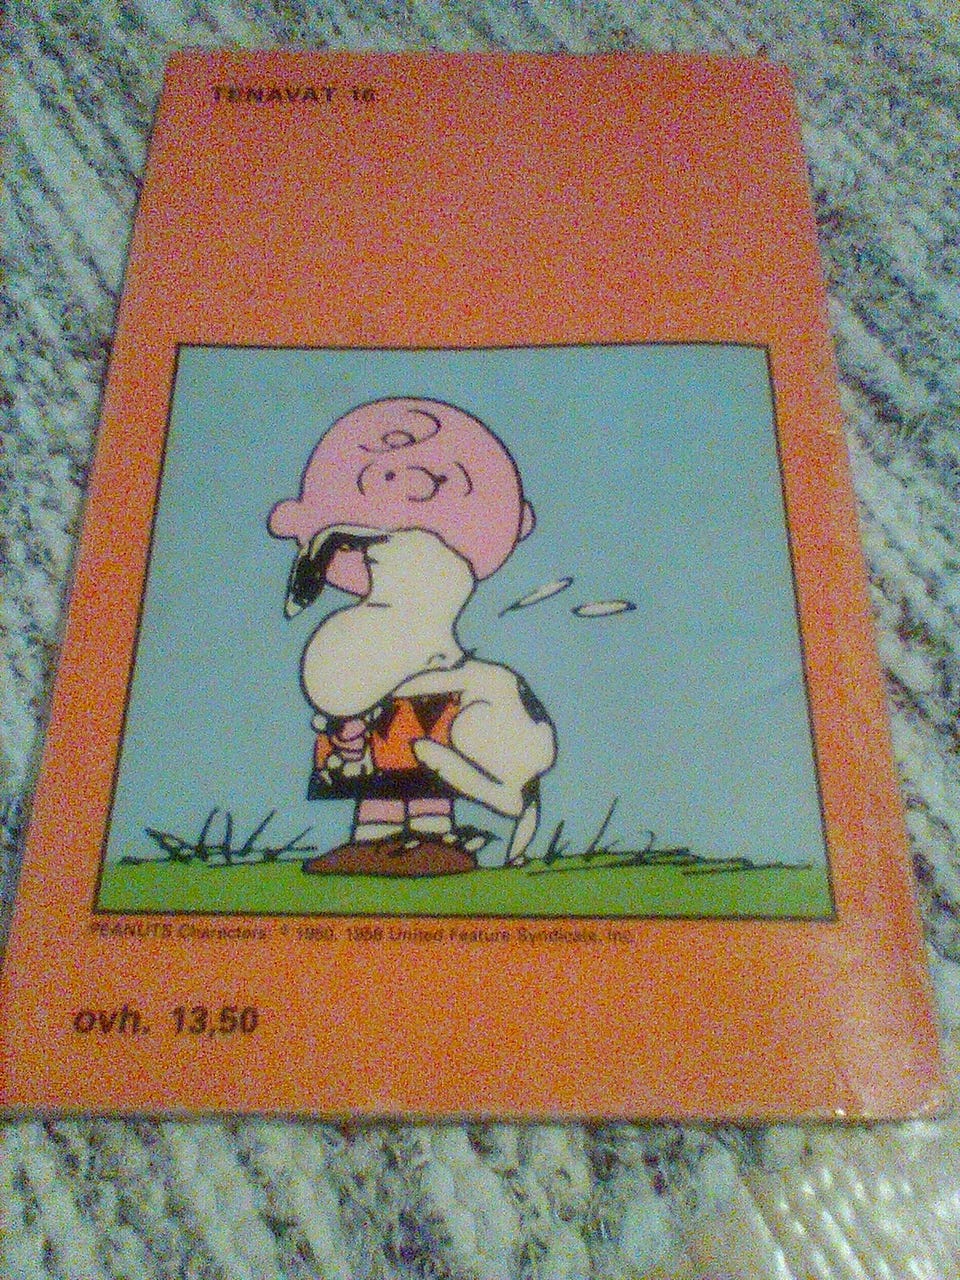 TENAVAT 16
PEANUTS Characters: © 1950, 1958 United Feature Syndicate, Inc.
ovh. 13,50